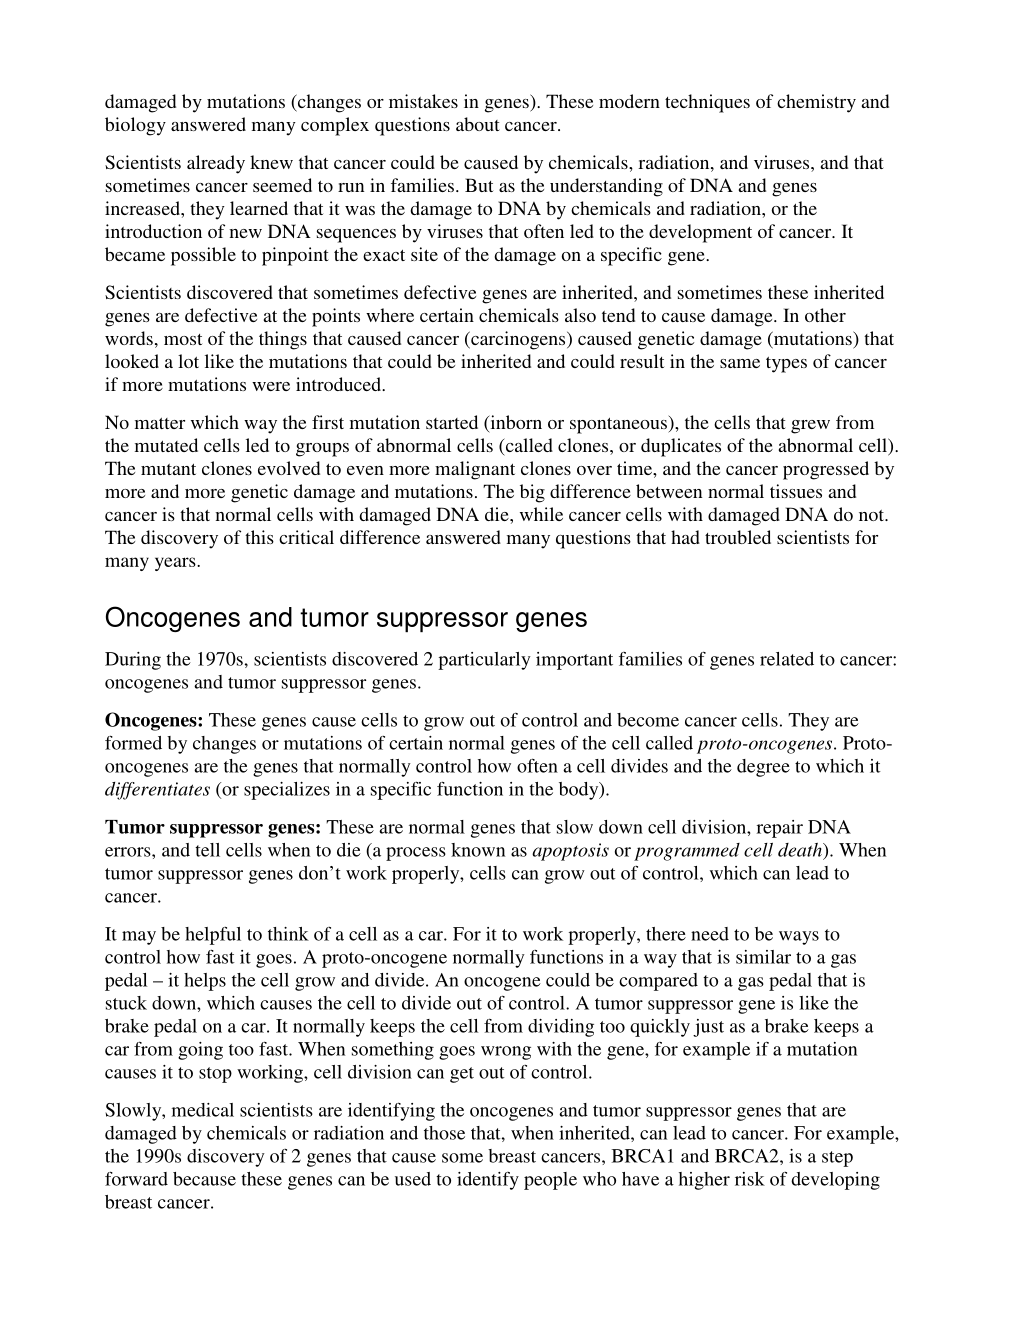 damaged by mutations (changes or mistakes in genes). These modern techniques of chemistry and
biology answered many complex questions about cancer.
Scientists already knew that cancer could be caused by chemicals, radiation, and viruses, and that
sometimes cancer seemed to run in families. But as the understanding of DNA and genes
increased, they learned that it was the damage to DNA by chemicals and radiation, or the
introduction of new DNA sequences by viruses that often led to the development of cancer. It
became possible to pinpoint the exact site of the damage on a specific gene.
Scientists discovered that sometimes defective genes are inherited, and sometimes these inherited
genes are defective at the points where certain chemicals also tend to cause damage. In other
words, most of the things that caused cancer (carcinogens) caused genetic damage (mutations) that
looked a lot like the mutations that could be inherited and could result in the same types of cancer
if more mutations were introduced.
No matter which way the first mutation started (inborn or spontaneous), the cells that grew from
the mutated cells led to groups of abnormal cells (called clones, or duplicates of the abnormal cell).
The mutant clones evolved to even more malignant clones over time, and the cancer progressed by
more and more genetic damage and mutations. The big difference between normal tissues and
cancer is that normal cells with damaged DNA die, while cancer cells with damaged DNA do not.
The discovery of this critical difference answered many questions that had troubled scientists for
many years.
Oncogenes and tumor suppressor genes
During the 1970s, scientists discovered 2 particularly important families of genes related to cancer:
oncogenes and tumor suppressor genes.
Oncogenes: These genes cause cells to grow out of control and become cancer cells. They are
formed by changes or mutations of certain normal genes of the cell called proto-oncogenes. Proto-
oncogenes are the genes that normally control how often a cell divides and the degree to which it
differentiates (or specializes in a specific function in the body).
Tumor suppressor genes: These are normal genes that slow down cell division, repair DNA
errors, and tell cells when to die (a process known as apoptosis or programmed cell death). When
tumor suppressor genes don’t work properly, cells can grow out of control, which can lead to
cancer.
It may be helpful to think of a cell as a car. For it to work properly, there need to be ways to
control how fast it goes. A proto-oncogene normally functions in a way that is similar to a gas
pedal – it helps the cell grow and divide. An oncogene could be compared to a gas pedal that is
stuck down, which causes the cell to divide out of control. A tumor suppressor gene is like the
brake pedal on a car. It normally keeps the cell from dividing too quickly just as a brake keeps a
car from going too fast. When something goes wrong with the gene, for example if a mutation
causes it to stop working, cell division can get out of control.
Slowly, medical scientists are identifying the oncogenes and tumor suppressor genes that are
damaged by chemicals or radiation and those that, when inherited, can lead to cancer. For example,
the 1990s discovery of 2 genes that cause some breast cancers, BRCA1 and BRCA2, is a step
forward because these genes can be used to identify people who have a higher risk of developing
breast cancer.